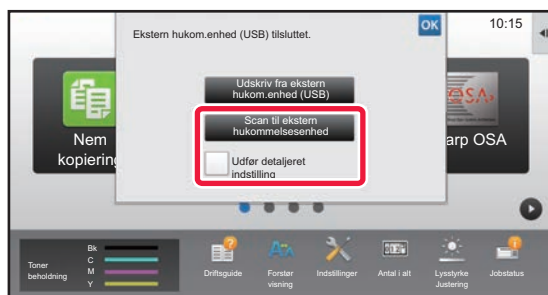 Ekstern hukom.enhed (USB) tilsluttet.
OK
10:15
Udskriv fra ekstern
hukom.enhed (USB)
Scan til ekstern
hukommelsesenhed
Udfør detaljeret
indstilling
Nem
kopiering
OSA
arp OSA
Toner
beholdning
Bk
C
M
Y
Driftsguide
Forstør
visning
Indstillinger
Antal i alt
Lysstyrke
Justering
Jobstatus